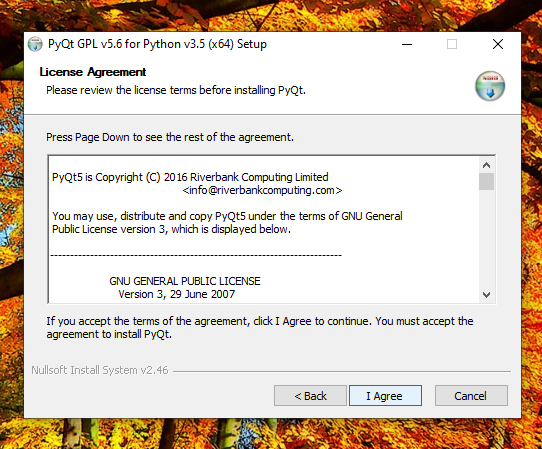 PyQt GPL v5.6 for Python v3.5 (x64) Setup
License Agreement
Please review the license terms before installing PyQt.
Press Page Down to see the rest of the agreement.
PyQt5 is Copyright (C) 2016 Riverbank Computing Limited
<info@riverbankcomputing.com>
You may use, distribute and copy PyQt5 under the terms of GNU General
Public License version 3, which is displayed below.
-------------------------------------------------------------------------
GNU GENERAL PUBLIC LICENSE
Version 3, 29 June 2007
If you accept the terms of the agreement, click I Agree to continue. You must accept the
agreement to install PyQt.
Nullsoft Install System v2.46
< Back
I Agree
Cancel